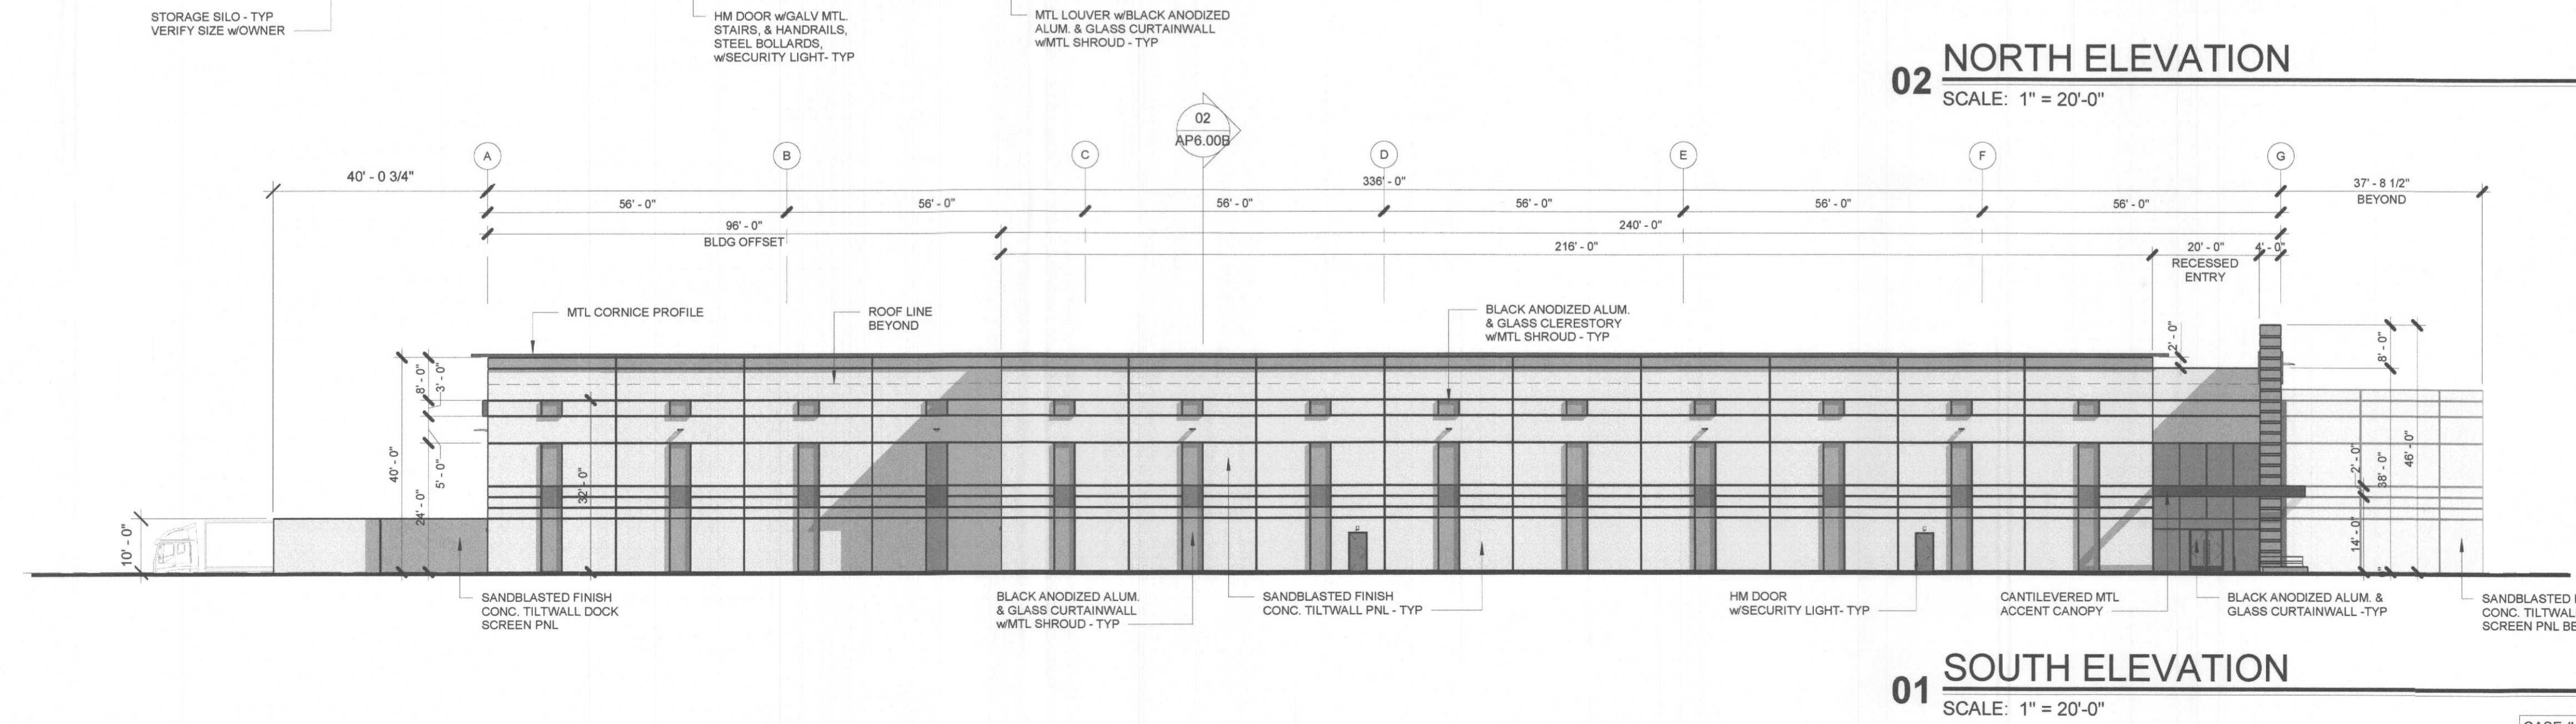 STORAGE SILO - TYP
VERIFY SIZE w/OWNER
HM DOOR w/GALV MTL.
STAIRS, & HANDRAILS,
STEEL BOLLARDS,
w/SECURITY LIGHT- TYP
MTL LOUVER w/BLACK ANODIZED
ALUM. & GLASS CURTAINWALL
w/MTL SHROUD - TYP
02 NORTH ELEVATION
SCALE: 1" = 20'-0"
02
AP6.00B
A B C D E F G
40' - 0 3/4"
336' - 0"
37' - 8 1/2"
BEYOND
56' - 0" 56' - 0" 56' - 0" 56' - 0" 56' - 0" 56' - 0"
96' - 0"
BLDG OFFSET
240' - 0"
216' - 0"
20' - 0"
RECESSED
ENTRY
4' - 0"
MTL CORNICE PROFILE
ROOF LINE
BEYOND
BLACK ANODIZED ALUM.
& GLASS CLERESTORY
w/MTL SHROUD - TYP
2' - 0"
8' - 0"
8' - 0"
3' - 0"
40' - 0"
5' - 0"
24' - 0"
32' - 0"
10' - 0"
2' - 0"
38' - 0"
46' - 0"
14' - 0"
SANDBLASTED FINISH
CONC. TILTWALL DOCK
SCREEN PNL
BLACK ANODIZED ALUM.
& GLASS CURTAINWALL
w/MTL SHROUD - TYP
SANDBLASTED FINISH
CONC. TILTWALL PNL - TYP
HM DOOR
w/SECURITY LIGHT- TYP
CANTILEVERED MTL
ACCENT CANOPY
BLACK ANODIZED ALUM. &
GLASS CURTAINWALL -TYP
SANDBLASTED
CONC. TILTWAL
SCREEN PNL BE
01 SOUTH ELEVATION
SCALE: 1" = 20'-0"